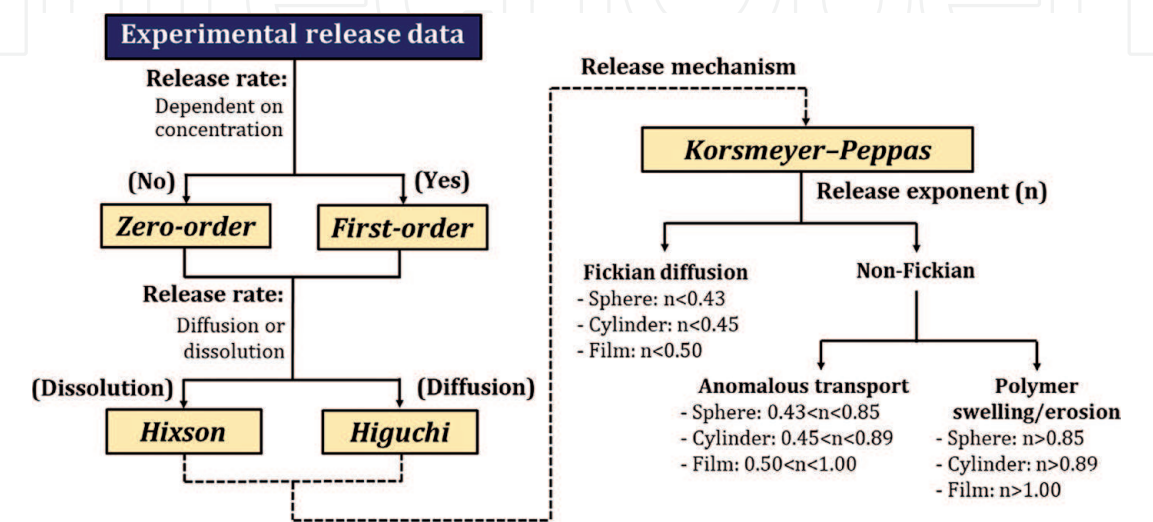 Experimental release data
Release rate:
Dependent on
concentration
(No)
(Yes)
Zero-order
First-order
Release rate:
Diffusion or
dissolution
(Dissolution)
(Diffusion)
Hixson
Higuchi
Release mechanism
Korsmeyer–Peppas
Release exponent (n)
Fickian diffusion
- Sphere: n<0.43
- Cylinder: n<0.45
- Film: n<0.50
Non-Fickian
Anomalous transport
- Sphere: 0.43<n<0.85
- Cylinder: 0.45<n<0.89
- Film: 0.50<n<1.00
Polymer
swelling/erosion
- Sphere: n>0.85
- Cylinder: n>0.89
- Film: n>1.00